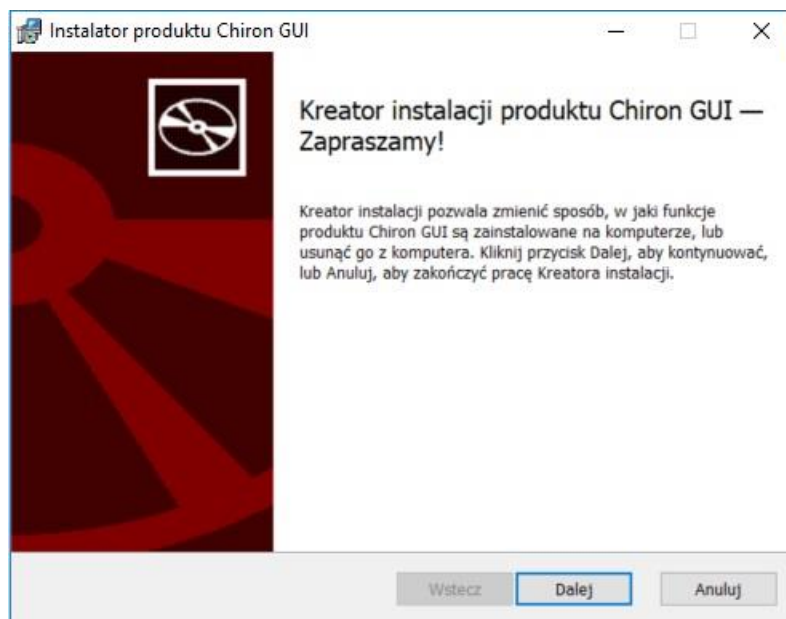 Instalator produktu Chiron GUI
Kreator instalacji produktu Chiron GUI —
Zapraszamy!
Kreator instalacji pozwala zmienić sposób, w jaki funkcje
produktu Chiron GUI są zainstalowane na komputerze, lub
usunąć go z komputera. Kliknij przycisk Dalej, aby kontynuować,
lub Anuluj, aby zakończyć pracę Kreatora instalacji.
Wstecz
Dalej
Anuluj